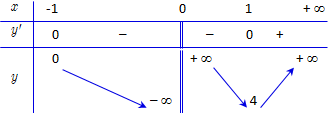 x -1 0 1 +∞
y' 0 − − 0 +
0 +∞ +∞
y
−∞ 4